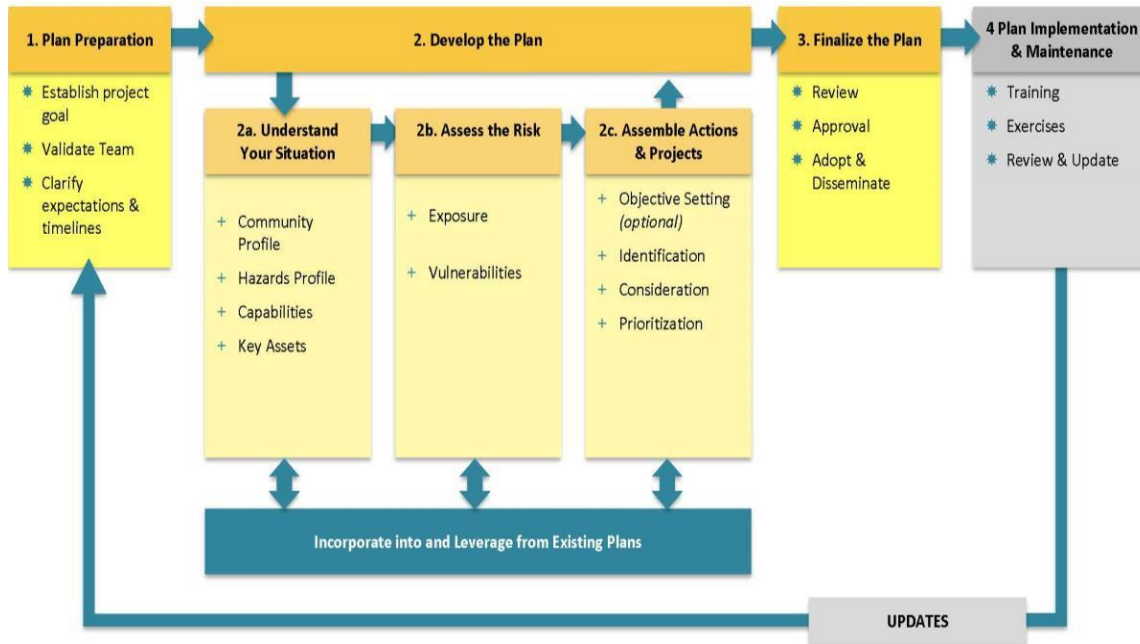 1. Plan Preparation
Establish project
goal
Validate Team
Clarify
expectations &
timelines
2. Develop the Plan
2a. Understand
Your Situation
+ Community
Profile
+ Hazards Profile
+ Capabilities
+ Key Assets
2b. Assess the Risk
+ Exposure
+ Vulnerabilities
2c. Assemble Actions
& Projects
+ Objective Setting
(optional)
+ Identification
+ Consideration
+ Prioritization
Incorporate into and Leverage from Existing Plans
3. Finalize the Plan
Review
Approval
Adopt &
Disseminate
4 Plan Implementation
& Maintenance
Training
Exercises
Review & Update
UPDATES